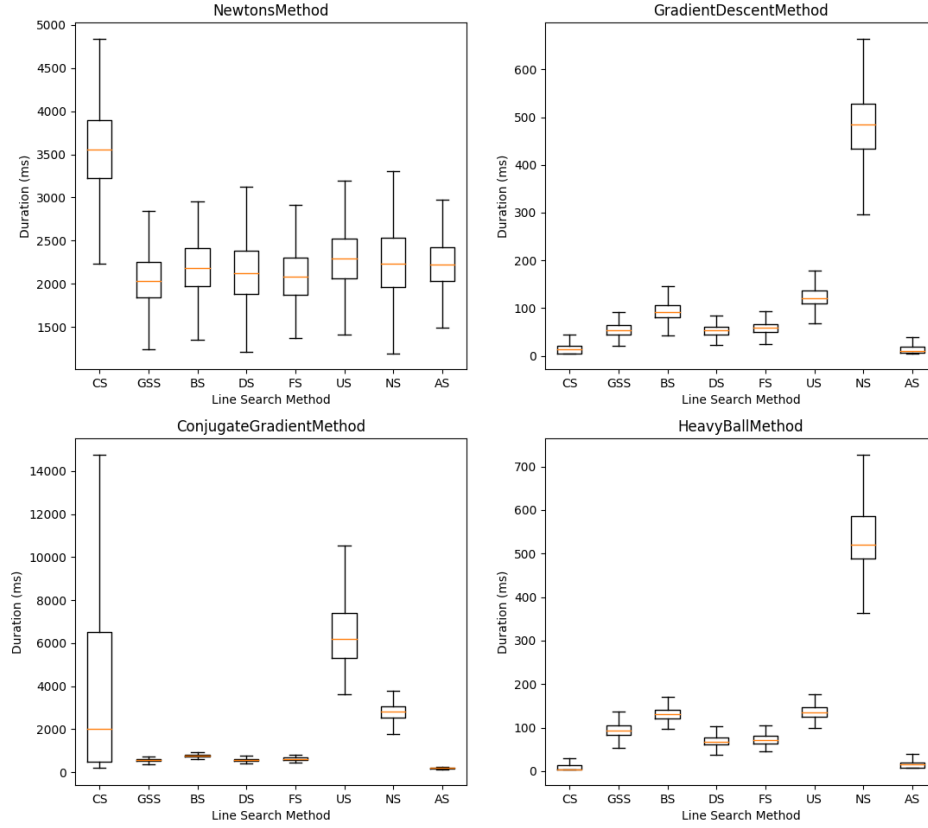 NewtonsMethod
5000
4500
4000
3500
3000
2500
2000
1500
Duration (ms)
CS GSS BS DS FS US NS AS
Line Search Method
GradientDescentMethod
600
500
400
300
200
100
0
Duration (ms)
CS GSS BS DS FS US NS AS
Line Search Method
ConjugateGradientMethod
14000
12000
10000
8000
6000
4000
2000
0
Duration (ms)
CS GSS BS DS FS US NS AS
Line Search Method
HeavyBallMethod
700
600
500
400
300
200
100
0
Duration (ms)
CS GSS BS DS FS US NS AS
Line Search Method